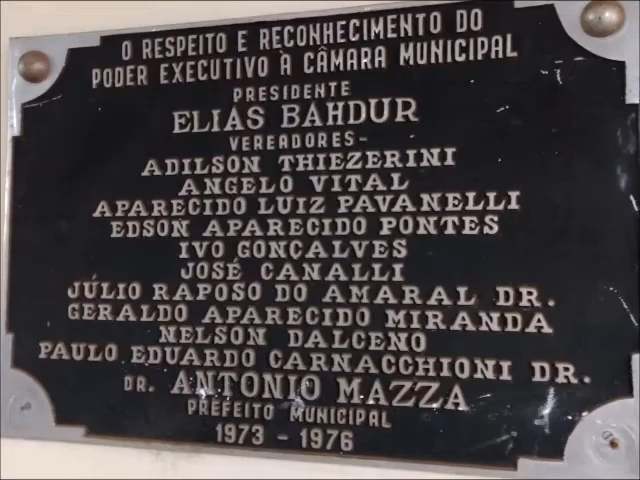 O RESPEITO E RECONHECIMENTO DO
PODER EXECUTIVO À CÂMARA MUNICIPAL
PRESIDENTE
ELIAS BAHDUR
VEREADORES-
ADILSON THIEZERINI
ANGELO VITAL
APARECIDO LUIZ PAVANELLI
EDSON APARECIDO PONTES
IVO GONÇALVES
JOSÉ CANALLI
JÚLIO RAPOSO DO AMARAL DR.
GERALDO APARECIDO MIRANDA
NELSON DALCENO
PAULO EDUARDO CARNACCHIONI DR.
DR. ANTONIO MAZZA
PREFEITO MUNICIPAL
1973 - 1976